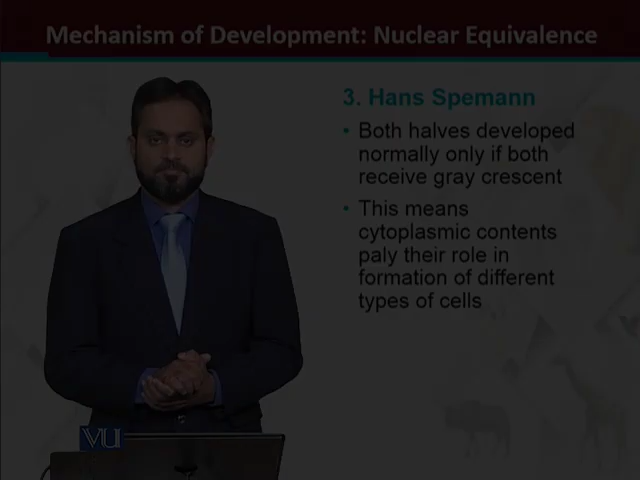 Mechanism of Development: Nuclear Equivalence
3. Hans Spemann
• Both halves developed
normally only if both
receive gray crescent
• This means
cytoplasmic contents
paly their role in
formation of different
types of cells
VU